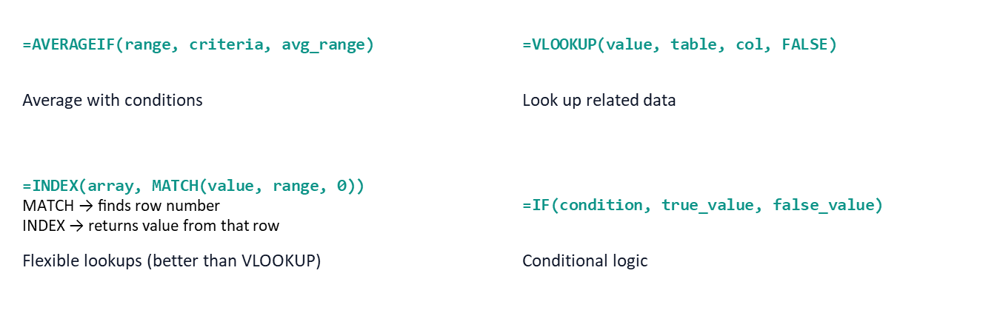 =AVERAGEIF(range, criteria, avg_range)
Average with conditions
=VLOOKUP(value, table, col, FALSE)
Look up related data
=INDEX(array, MATCH(value, range, 0))
MATCH → finds row number
INDEX → returns value from that row
Flexible lookups (better than VLOOKUP)
=IF(condition, true_value, false_value)
Conditional logic